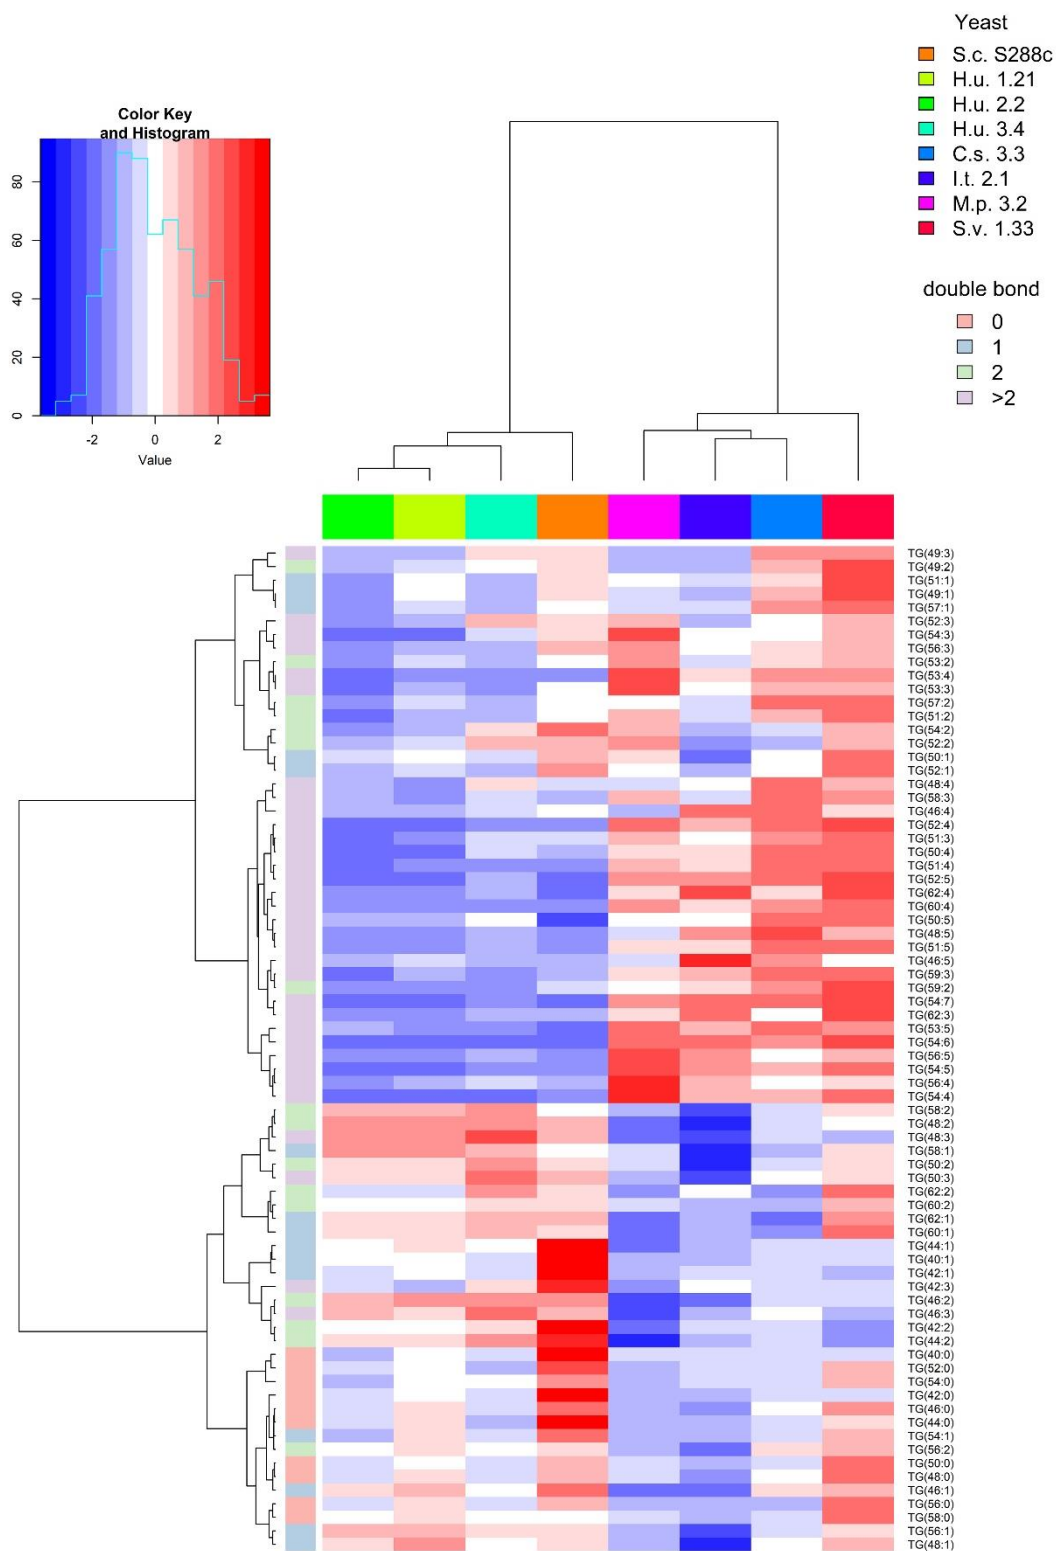 Yeast
S.c. S288c
H.u. 1.21
H.u. 2.2
H.u. 3.4
C.s. 3.3
I.t. 2.1
M.p. 3.2
S.v. 1.33
double bond
0
1
2
>2
Color Key
and Histogram
80
60
40
20
0
-2 0 2
Value
TG(49:3)
TG(49:2)
TG(51:1)
TG(49:1)
TG(57:1)
TG(52:3)
TG(54:3)
TG(56:3)
TG(53:2)
TG(53:4)
TG(53:3)
TG(57:2)
TG(51:2)
TG(54:2)
TG(52:2)
TG(50:1)
TG(52:1)
TG(48:4)
TG(58:3)
TG(46:4)
TG(52:4)
TG(51:3)
TG(50:4)
TG(51:4)
TG(52:5)
TG(62:4)
TG(60:4)
TG(50:5)
TG(48:5)
TG(51:5)
TG(46:5)
TG(59:3)
TG(59:2)
TG(54:7)
TG(62:3)
TG(53:5)
TG(54:6)
TG(56:5)
TG(54:5)
TG(56:4)
TG(54:4)
TG(58:2)
TG(48:2)
TG(48:3)
TG(58:1)
TG(50:2)
TG(50:3)
TG(62:2)
TG(60:2)
TG(62:1)
TG(60:1)
TG(44:1)
TG(40:1)
TG(42:1)
TG(42:3)
TG(46:2)
TG(46:3)
TG(42:2)
TG(44:2)
TG(40:0)
TG(52:0)
TG(54:0)
TG(42:0)
TG(46:0)
TG(44:0)
TG(54:1)
TG(56:2)
TG(50:0)
TG(48:0)
TG(46:1)
TG(56:0)
TG(58:0)
TG(56:1)
TG(48:1)